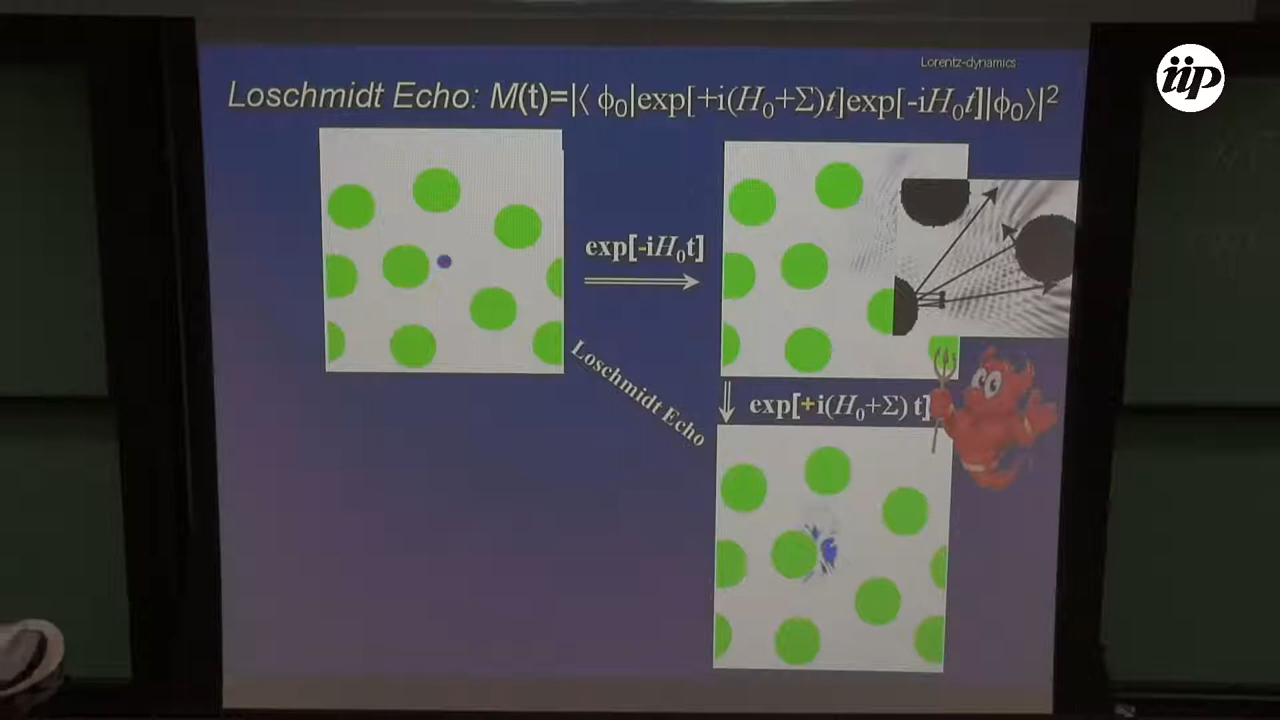 Lorentz-dynamics
Loschmidt Echo: M(t)=|⟨ ϕ₀|exp[+i(H₀+Σ)t]exp[-iH₀t]|ϕ₀⟩|²
exp[-iH₀t]
Loschmidt Echo
exp[+i(H₀+Σ) t]
iip